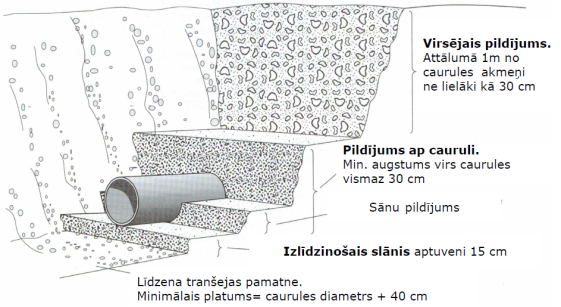 Virsējais pildījums.
Attālumā 1m no
caurules akmeņi
ne lielāki kā 30 cm
Pildījums ap cauruli.
Min. augstums virs caurules
vismaz 30 cm
Sānu pildījums
Izlīdzinošais slānis aptuveni 15 cm
Līdzena tranšejas pamatne.
Minimālais platums= caurules diametrs + 40 cm